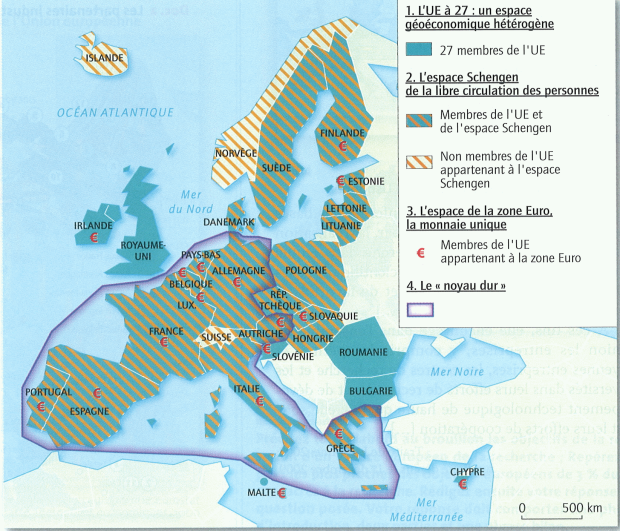 1. L'UE à 27 : un espace
géoéconomique hétérogène
27 membres de l'UE
2. L'espace Schengen
de la libre circulation des personnes
Membres de l'UE et
de l'espace Schengen
Non membres de l'UE
appartenant à l'espace
Schengen
3. L'espace de la zone Euro,
la monnaie unique
€
Membres de l'UE
appartenant à la zone Euro
4. Le « noyau dur »
ISLANDE
OCÉAN ATLANTIQUE
FINLANDE
€
NORVÈGE
SUÈDE
€ ESTONIE
Mer
du Nord
LETTONIE
LITUANIE
DANEMARK
IRLANDE
€
ROYAUME-
UNI
PAYS-BAS
€
€
BELGIQUE
ALLEMAGNE
€
POLOGNE
LUX.
€
RÉP.
TCHÈQUE
€ SLOVAQUIE
FRANCE
€
SUISSE
AUTRICHE
€
HONGRIE
€
SLOVÉNIE
ROUMANIE
Mer Noire
BULGARIE
ITALIE
€
PORTUGAL
€
€
ESPAGNE
€
GRÈCE
CHYPRE
€
MALTE €
Mer
Méditerranée
0 500 km